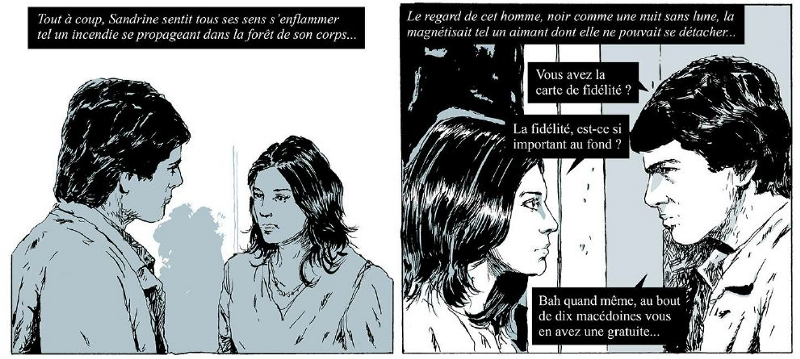 Tout à coup, Sandrine sentit tous ses sens s'enflammer
tel un incendie se propageant dans la forêt de son corps...
Le regard de cet homme, noir comme une nuit sans lune, la
magnétisait tel un aimant dont elle ne pouvait se détacher...
Vous avez la
carte de fidélité ?
La fidélité, est-ce si
important au fond ?
Bah quand même, au bout
de dix macédoines vous
en avez une gratuite...